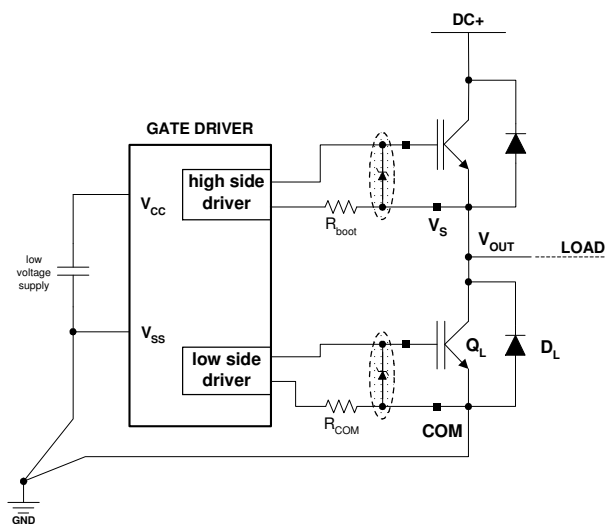 DC+
GATE DRIVER
high side
driver
VCC
Rboot
VS
VOUT
LOAD
low
voltage
supply
VSS
low side
driver
QL
DL
RCOM
COM
GND